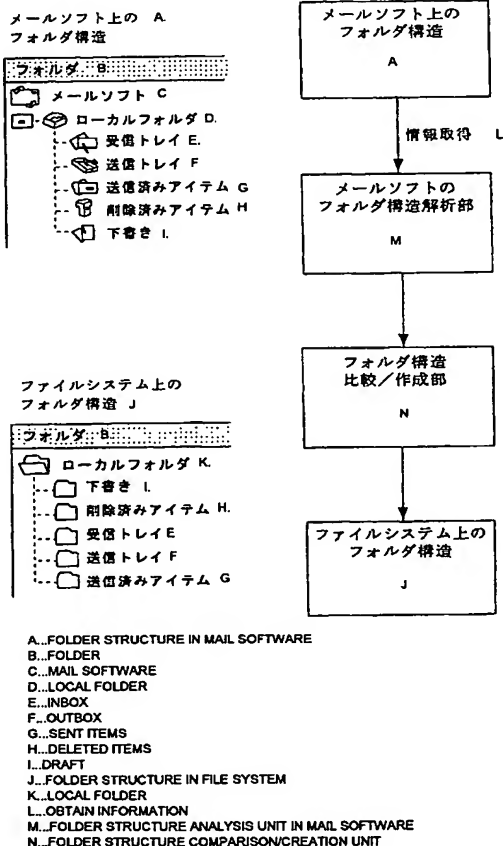 メールソフト上の A.
フォルダ構造
フォルダ B
メールソフト C
ローカルフォルダ D.
受信トレイ E.
送信トレイ F
送信済みアイテム G
削除済みアイテム H
下書き I.
ファイルシステム上の
フォルダ構造 J
フォルダ B
ローカルフォルダ K.
下書き I.
削除済みアイテム H.
受信トレイ E
送信トレイ F
送信済みアイテム G
メールソフト上の
フォルダ構造
A
情報取得 L
メールソフトの
フォルダ構造解析部
M
フォルダ構造
比較／作成部
N
ファイルシステム上の
フォルダ構造
J
A...FOLDER STRUCTURE IN MAIL SOFTWARE
B...FOLDER
C...MAIL SOFTWARE
D...LOCAL FOLDER
E...INBOX
F...OUTBOX
G...SENT ITEMS
H...DELETED ITEMS
I...DRAFT
J...FOLDER STRUCTURE IN FILE SYSTEM
K...LOCAL FOLDER
L...OBTAIN INFORMATION
M...FOLDER STRUCTURE ANALYSIS UNIT IN MAIL SOFTWARE
N...FOLDER STRUCTURE COMPARISON/CREATION UNIT